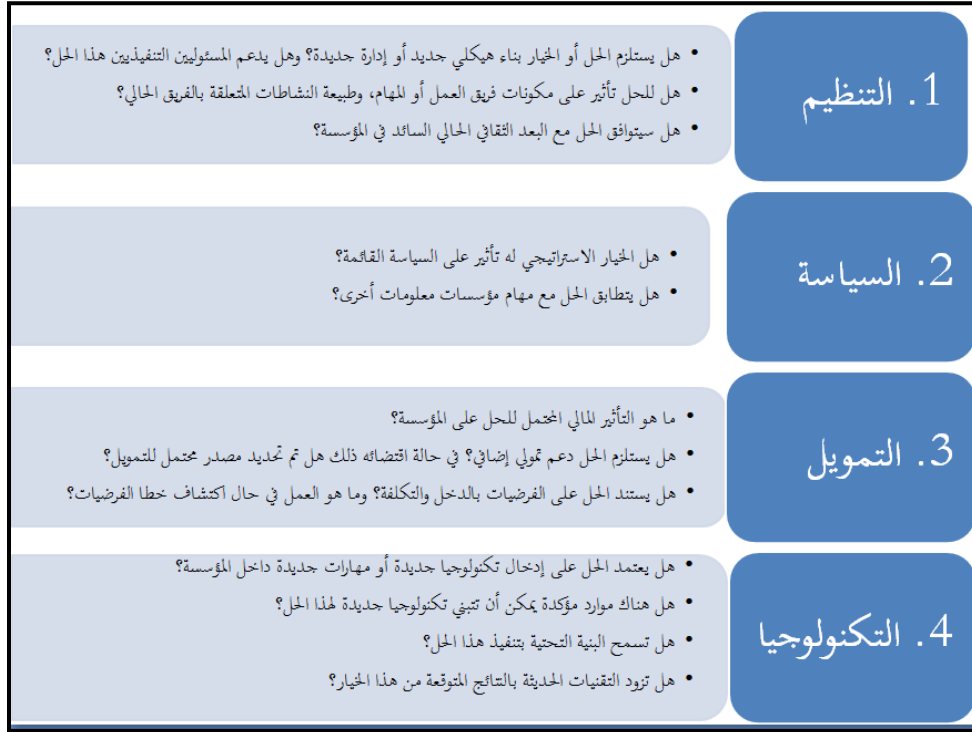 1. التنظيم
• هل يستلزم الحل أو الخيار بناء هيكلي جديد أو إدارة جديدة؟ وهل يدعم المسئوليين التنفيذيين هذا الحل؟
• هل للحل تأثير على مكونات فريق العمل أو المهام، وطبيعة النشاطات المتعلقة بالفريق الحالي؟
• هل سيتوافق الحل مع البعد الثقافي الحالي السائد في المؤسسة؟
2. السياسة
• هل الخيار الاستراتيجي له تأثير على السياسة القائمة؟
• هل يتطابق الحل مع مهام مؤسسات معلومات أخرى؟
3. التمويل
• ما هو التأثير المالي المحتمل للحل على المؤسسة؟
• هل يستلزم الحل دعم تمولي إضافي؟ في حالة اقتضائه ذلك هل تم تحديد مصدر محتمل للتمويل؟
• هل يستند الحل على الفرضيات بالدخل والتكلفة؟ وما هو العمل في حال اكتشاف خطا الفرضيات؟
4. التكنولوجيا
• هل يعتمد الحل على إدخال تكنولوجيا جديدة أو مهارات جديدة داخل المؤسسة؟
• هل هناك موارد مؤكدة يمكن أن تتبني تكنولوجيا جديدة لهذا الحل؟
• هل تسمح البنية التحتية بتنفيذ هذا الحل؟
• هل تزود التقنيات الحديثة بالنتائج المتوقعة من هذا الخيار؟